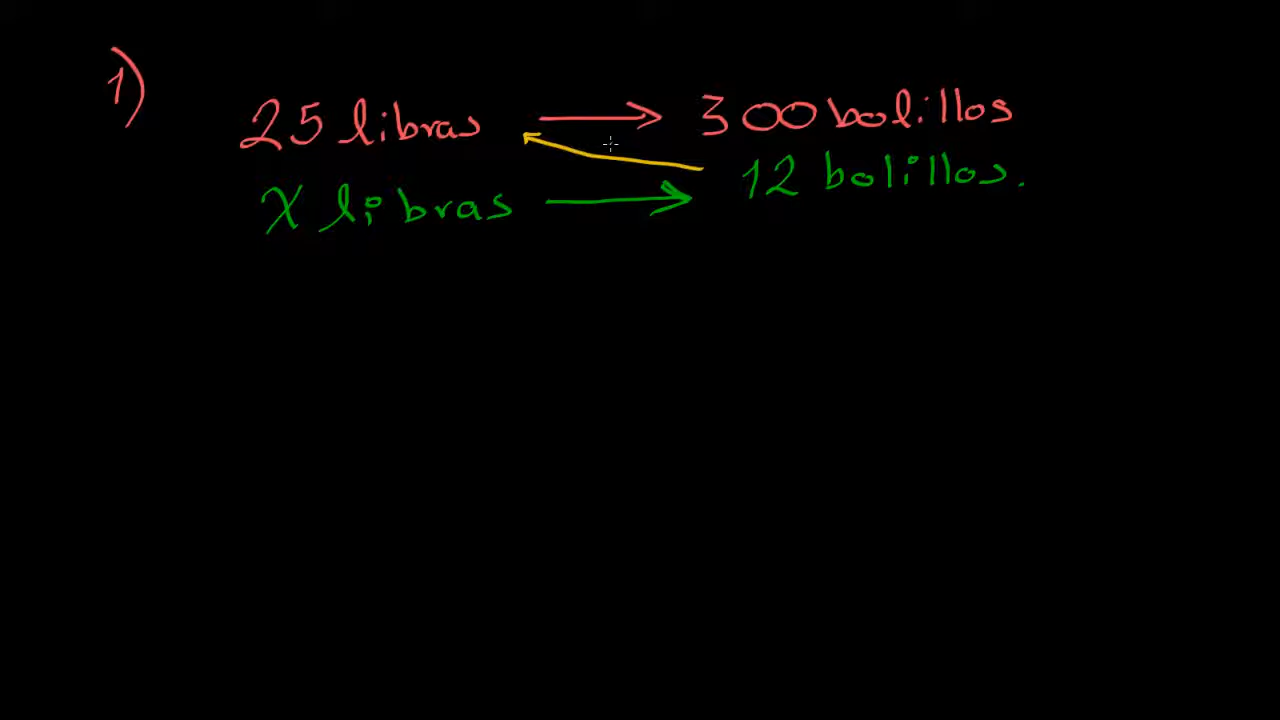 1)
25 libras → 300 bolillos
X libras → 12 bolillos.